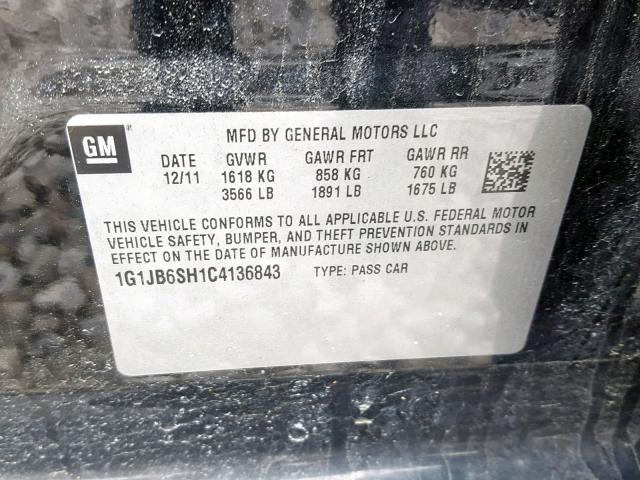 GM®
MFD BY GENERAL MOTORS LLC
DATE GVWR GAWR FRT GAWR RR
12/11 1618 KG 858 KG 760 KG
3566 LB 1891 LB 1675 LB
THIS VEHICLE CONFORMS TO ALL APPLICABLE U.S. FEDERAL MOTOR
VEHICLE SAFETY, BUMPER, AND THEFT PREVENTION STANDARDS IN
EFFECT ON THE DATE OF MANUFACTURE SHOWN ABOVE.
1G1JB6SH1C4136843 TYPE: PASS CAR